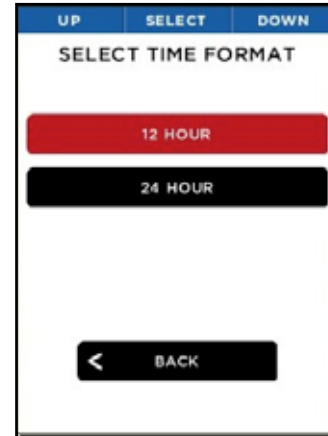 UP SELECT DOWN
SELECT TIME FORMAT
12 HOUR
24 HOUR
< BACK